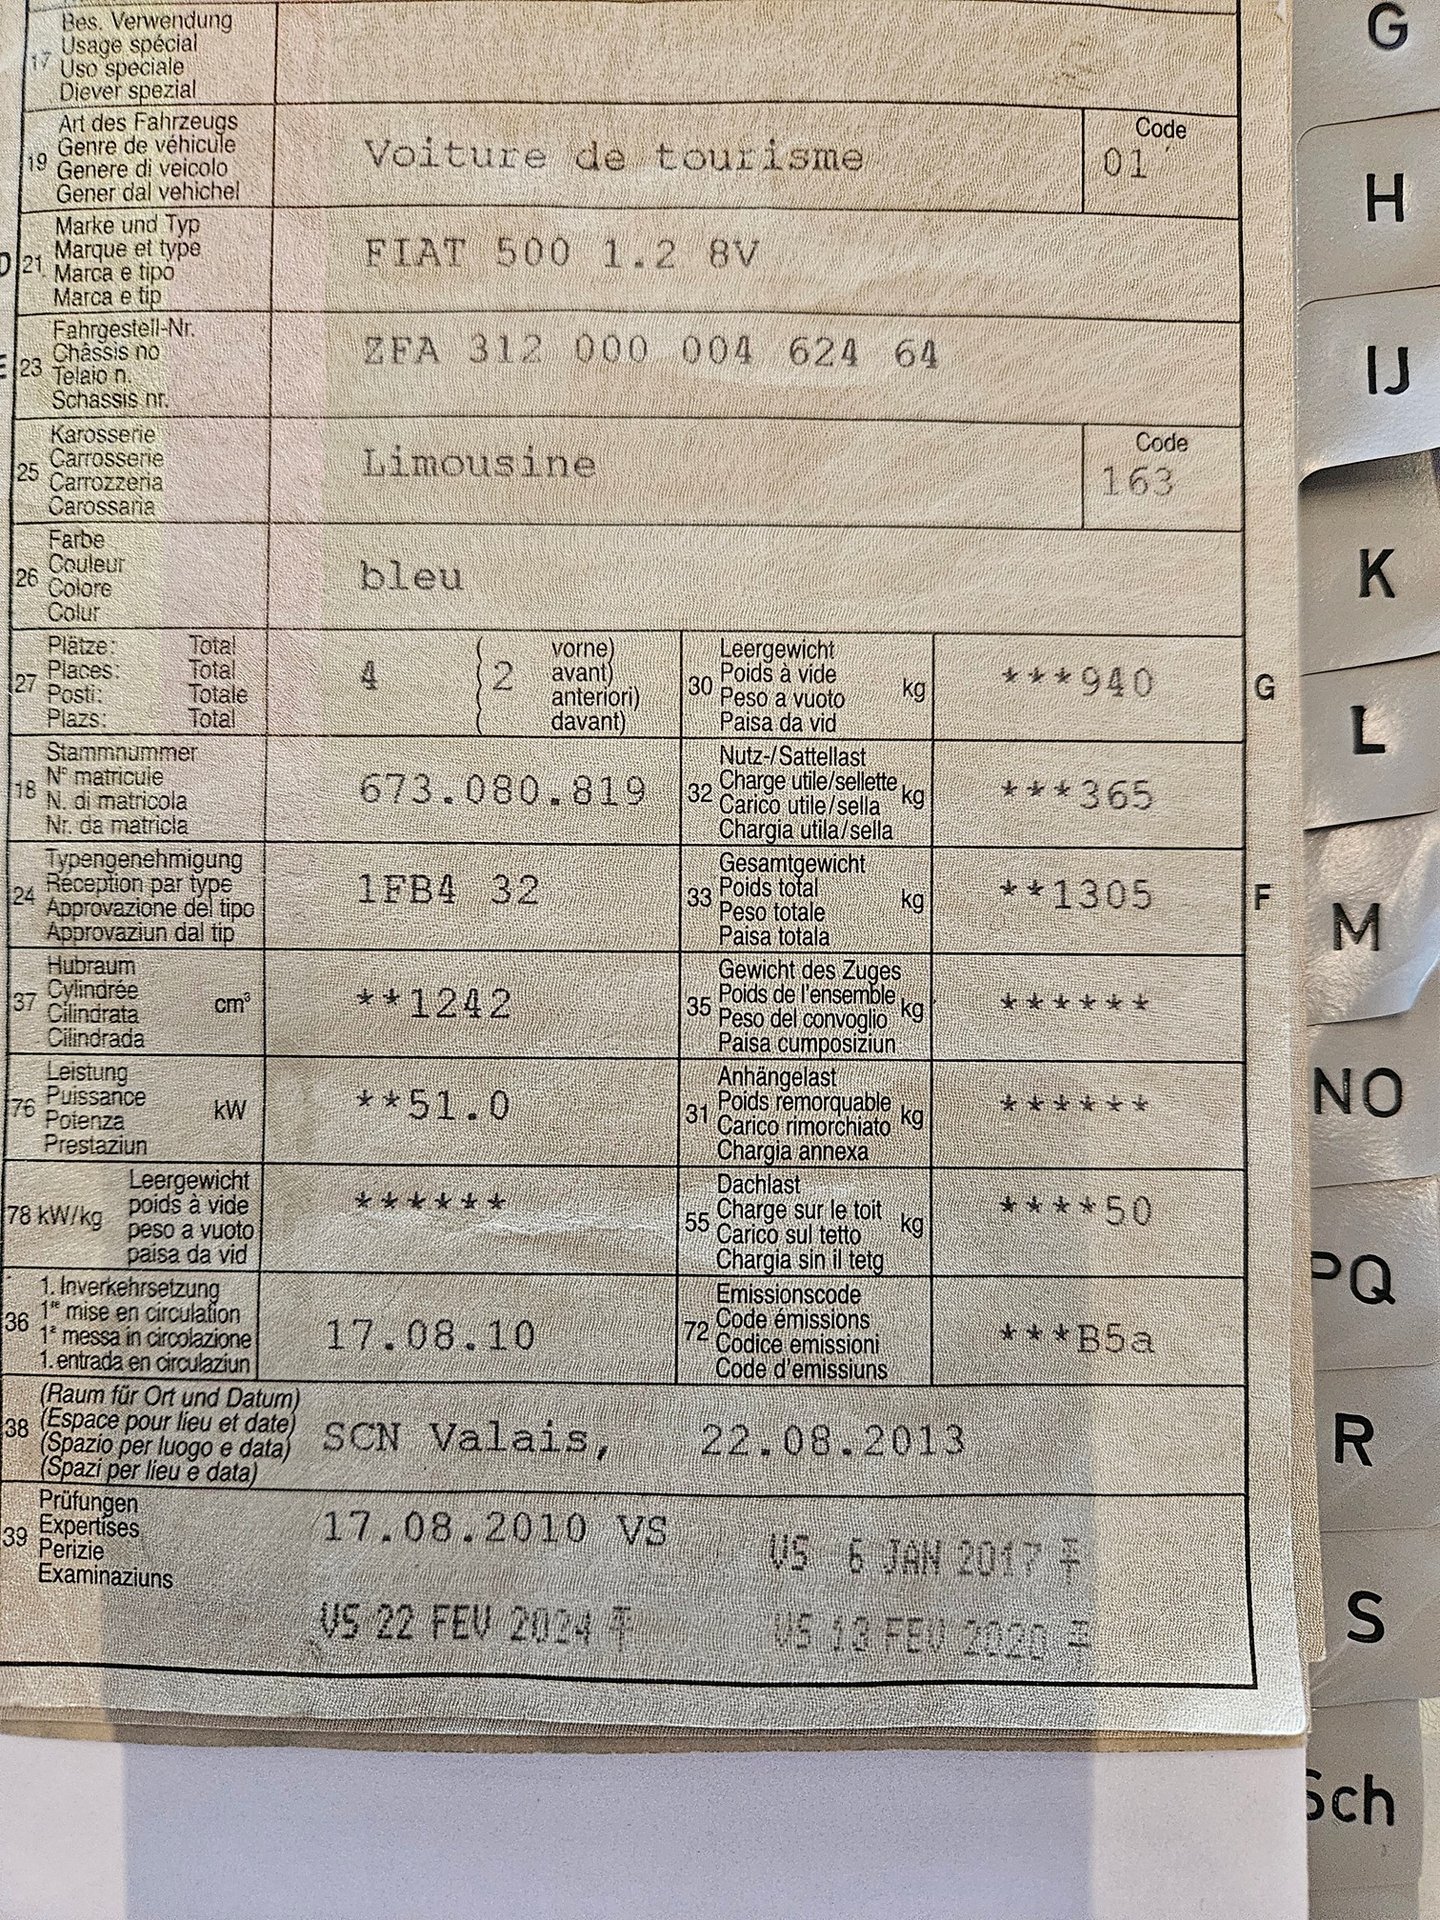 17
Bes. Verwendung
Usage spécial
Uso speciale
Diever spezial
19
Art des Fahrzeugs
Genre de véhicule
Genere di veicolo
Gener dal vehichel
Voiture de tourisme
Code
01
21
Marke und Typ
Marque et type
Marca e tipo
Marca e tip
FIAT 500 1.2 8V
23
Fahrgestell-Nr.
Châssis no
Telaio n.
Schassis nr.
ZFA 312 000 004 624 64
25
Karosserie
Carrosserie
Carrozzeria
Carossaria
Limousine
Code
163
26
Farbe
Couleur
Colore
Colur
bleu
27
Plätze: Total
Places: Total
Posti: Totale
Plazs: Total
4
2
( vorne)
( avant)
( anteriori)
( davant)
30
Leergewicht
Poids à vide
Peso a vuoto
Paisa da vid
kg
***940
G
18
Stammnummer
N° matricule
N. di matricola
Nr. da matricla
673.080.819
32
Nutz-/Sattellast
Charge utile/sellette
Carico utile/sella
Chargia utila/sella
kg
***365
24
Typengenehmigung
Réception par type
Approvazione del tipo
Approvaziun dal tip
1FB4 32
33
Gesamtgewicht
Poids total
Peso totale
Paisa totala
kg
**1305
F
37
Hubraum
Cylindrée
Cilindrata
Cilindrada
cm³
**1242
35
Gewicht des Zuges
Poids de l'ensemble
Peso del convoglio
Paisa cumposiziun
kg
******
76
Leistung
Puissance
Potenza
Prestaziun
kW
**51.0
31
Anhängelast
Poids remorquable
Carico rimorchiato
Chargia annexa
kg
******
78 kW/kg
Leergewicht
poids à vide
peso a vuoto
paisa da vid
******
55
Dachlast
Charge sur le toit
Carico sul tetto
Chargia sin il tetg
kg
****50
36
1. Inverkehrsetzung
1re mise en circulation
1a messa in circolazione
1. entrada en circulaziun
17.08.10
72
Emissionscode
Code émissions
Codice emissioni
Code d'emissiuns
***B5a
38
(Raum für Ort und Datum)
(Espace pour lieu et date)
(Spazio per luogo e data)
(Spazi per lieu e data)
SCN Valais, 22.08.2013
39
Prüfungen
Expertises
Perizie
Examinaziuns
17.08.2010 VS
VS 6 JAN 2017
VS 22 FEV 2024
VS 13 FEV 2020
G
H
IJ
K
L
M
NO
PQ
R
S
Sch